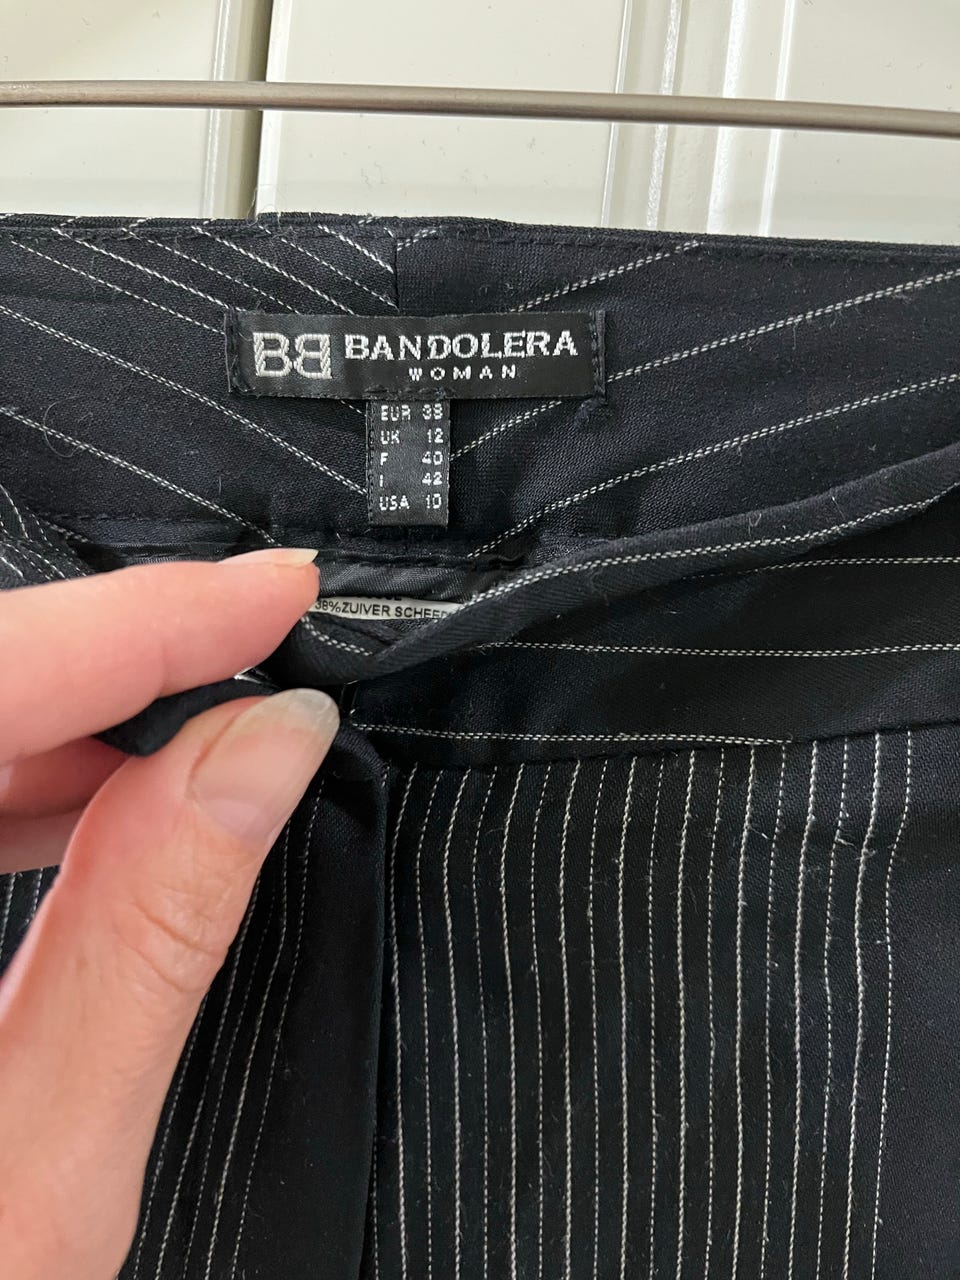 BB BANDOLERA
WOMAN
EUR 38
UK 12
F 40
I 42
USA 10
38%ZUIVER SCHEER